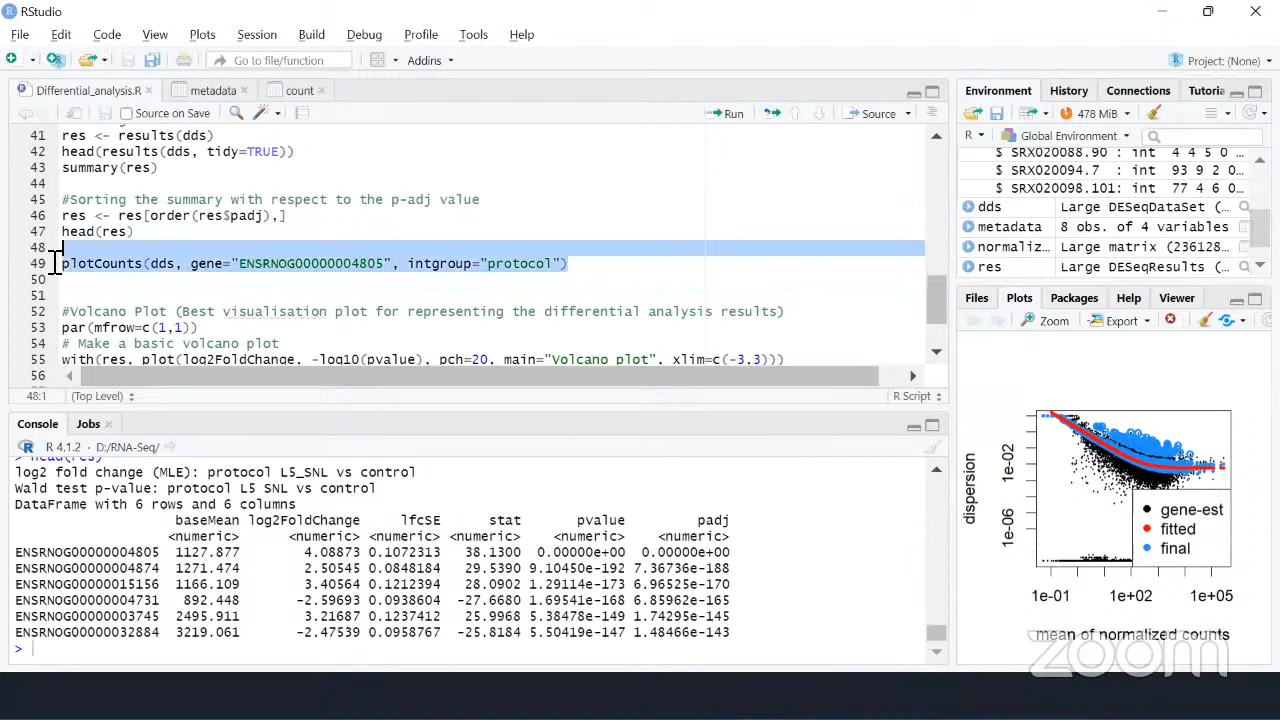 RStudio
File Edit Code View Plots Session Build Debug Profile Tools Help
Go to file/function
Addins
Project: (None)
Differential_analysis.R
metadata
count
Source on Save
Run
Source
41 res <- results(dds)
42 head(results(dds, tidy=TRUE))
43 summary(res)
44
45 #Sorting the summary with respect to the p-adj value
46 res <- res[order(res$padj),]
47 head(res)
48
49 plotCounts(dds, gene="ENSRNOG00000004805", intgroup="protocol")
50
51
52 #Volcano Plot (Best visualisation plot for representing the differential analysis results)
53 par(mfrow=c(1,1))
54 # Make a basic volcano plot
55 with(res, plot(log2FoldChange, -log10(pvalue), pch=20, main="Volcano plot", xlim=c(-3,3)))
56
48:1 (Top Level) R Script
Console Jobs
R 4.1.2 · D:/RNA-Seq/
> head(res)
log2 fold change (MLE): protocol L5_SNL vs control
Wald test p-value: protocol L5 SNL vs control
DataFrame with 6 rows and 6 columns
baseMean log2FoldChange lfcSE stat pvalue padj
<numeric> <numeric> <numeric> <numeric> <numeric> <numeric>
ENSRNOG00000004805 1127.877 4.08873 0.1072313 38.1300 0.00000e+00 0.00000e+00
ENSRNOG00000004874 1271.474 2.50543 0.0848184 29.5390 9.10450e-192 7.36736e-188
ENSRNOG00000015156 1166.109 3.40564 0.1212394 28.0902 1.29114e-173 6.96525e-170
ENSRNOG00000004731 892.448 -2.59693 0.0938604 -27.6680 1.69541e-168 6.85962e-165
ENSRNOG00000003745 2495.911 3.21687 0.1237412 25.9968 5.38478e-149 1.74295e-145
ENSRNOG00000032884 3219.061 -2.47539 0.0958767 -25.8184 5.50419e-147 1.48466e-143
>
Environment History Connections Tutoria
478 MiB
R Global Environment
$ SRX020088.90 : int 4 4 5 0 …
$ SRX020094.7 : int 93 9 2 0…
$ SRX020098.101: int 77 4 6 0…
dds Large DESeqDataSet (…
metadata 8 obs. of 4 variables
normaliz… Large matrix (236128…
res Large DESeqResults (…
Files Plots Packages Help Viewer
Zoom Export
dispersion
1e-02
1e-06
gene-est
fitted
final
1e-01 1e+02 1e+05
mean of normalized counts
zoom